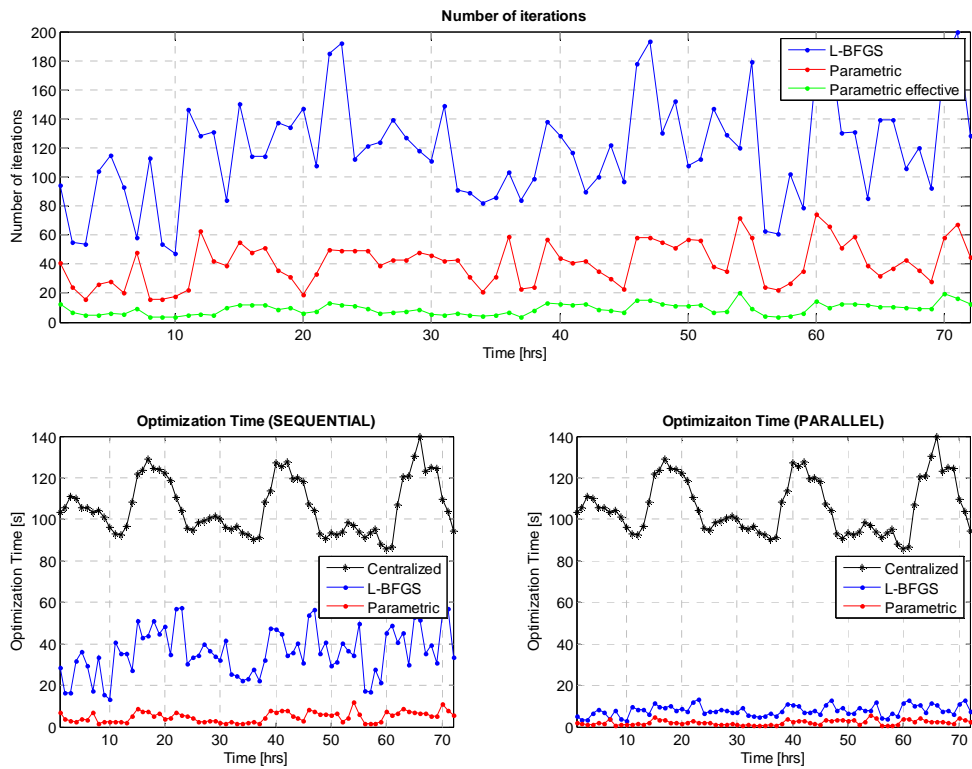 Number of iterations
Number of iterations
200
180
160
140
120
100
80
60
40
20
0
L-BFGS
Parametric
Parametric effective
10 20 30 40 50 60 70
Time [hrs]
Optimization Time (SEQUENTIAL)
Optimization Time [s]
140
120
100
80
60
40
20
0
Centralized
L-BFGS
Parametric
10 20 30 40 50 60 70
Time [hrs]
Optimizaiton Time (PARALLEL)
Optimization Time [s]
140
120
100
80
60
40
20
0
Centralized
L-BFGS
Parametric
10 20 30 40 50 60 70
Time [hrs]